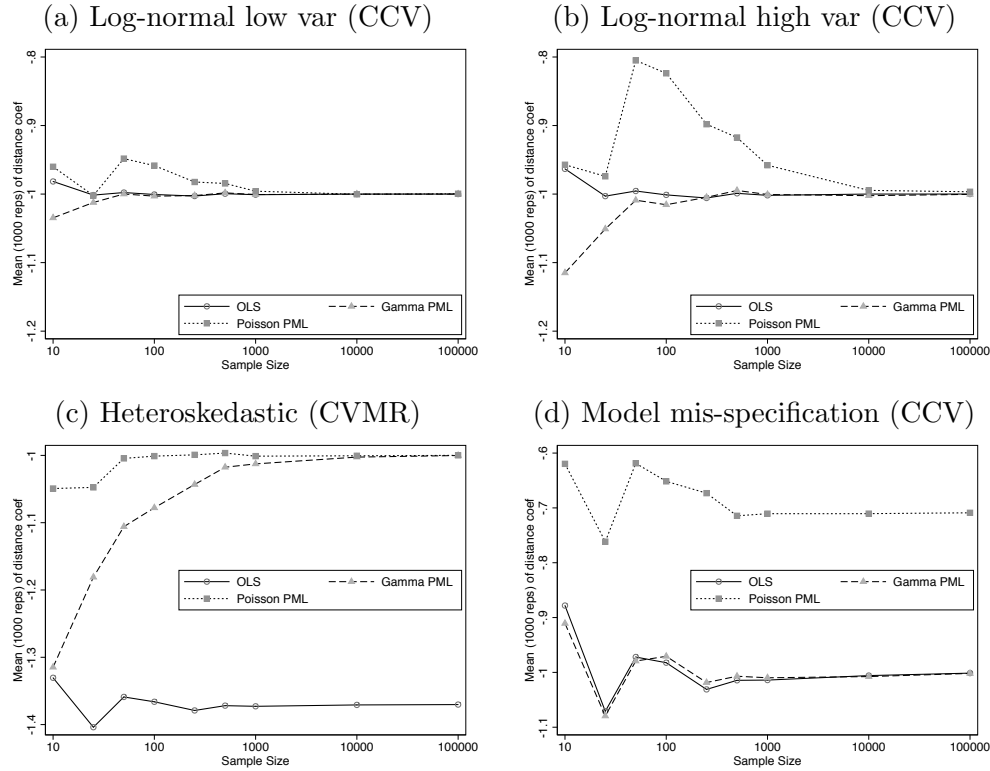 (a) Log-normal low var (CCV)
Mean (1000 reps) of distance coef
-.8
-.9
-1
-1.1
-1.2
OLS
Gamma PML
Poisson PML
10
100
1000
10000
100000
Sample Size
(b) Log-normal high var (CCV)
Mean (1000 reps) of distance coef
-.8
-.9
-1
-1.1
-1.2
OLS
Gamma PML
Poisson PML
10
100
1000
10000
100000
Sample Size
(c) Heteroskedastic (CVMR)
Mean (1000 reps) of distance coef
-1
-1.1
-1.2
-1.3
-1.4
OLS
Gamma PML
Poisson PML
10
100
1000
10000
100000
Sample Size
(d) Model mis-specification (CCV)
Mean (1000 reps) of distance coef
-.6
-.7
-.8
-.9
-1
-1.1
OLS
Gamma PML
Poisson PML
10
100
1000
10000
100000
Sample Size